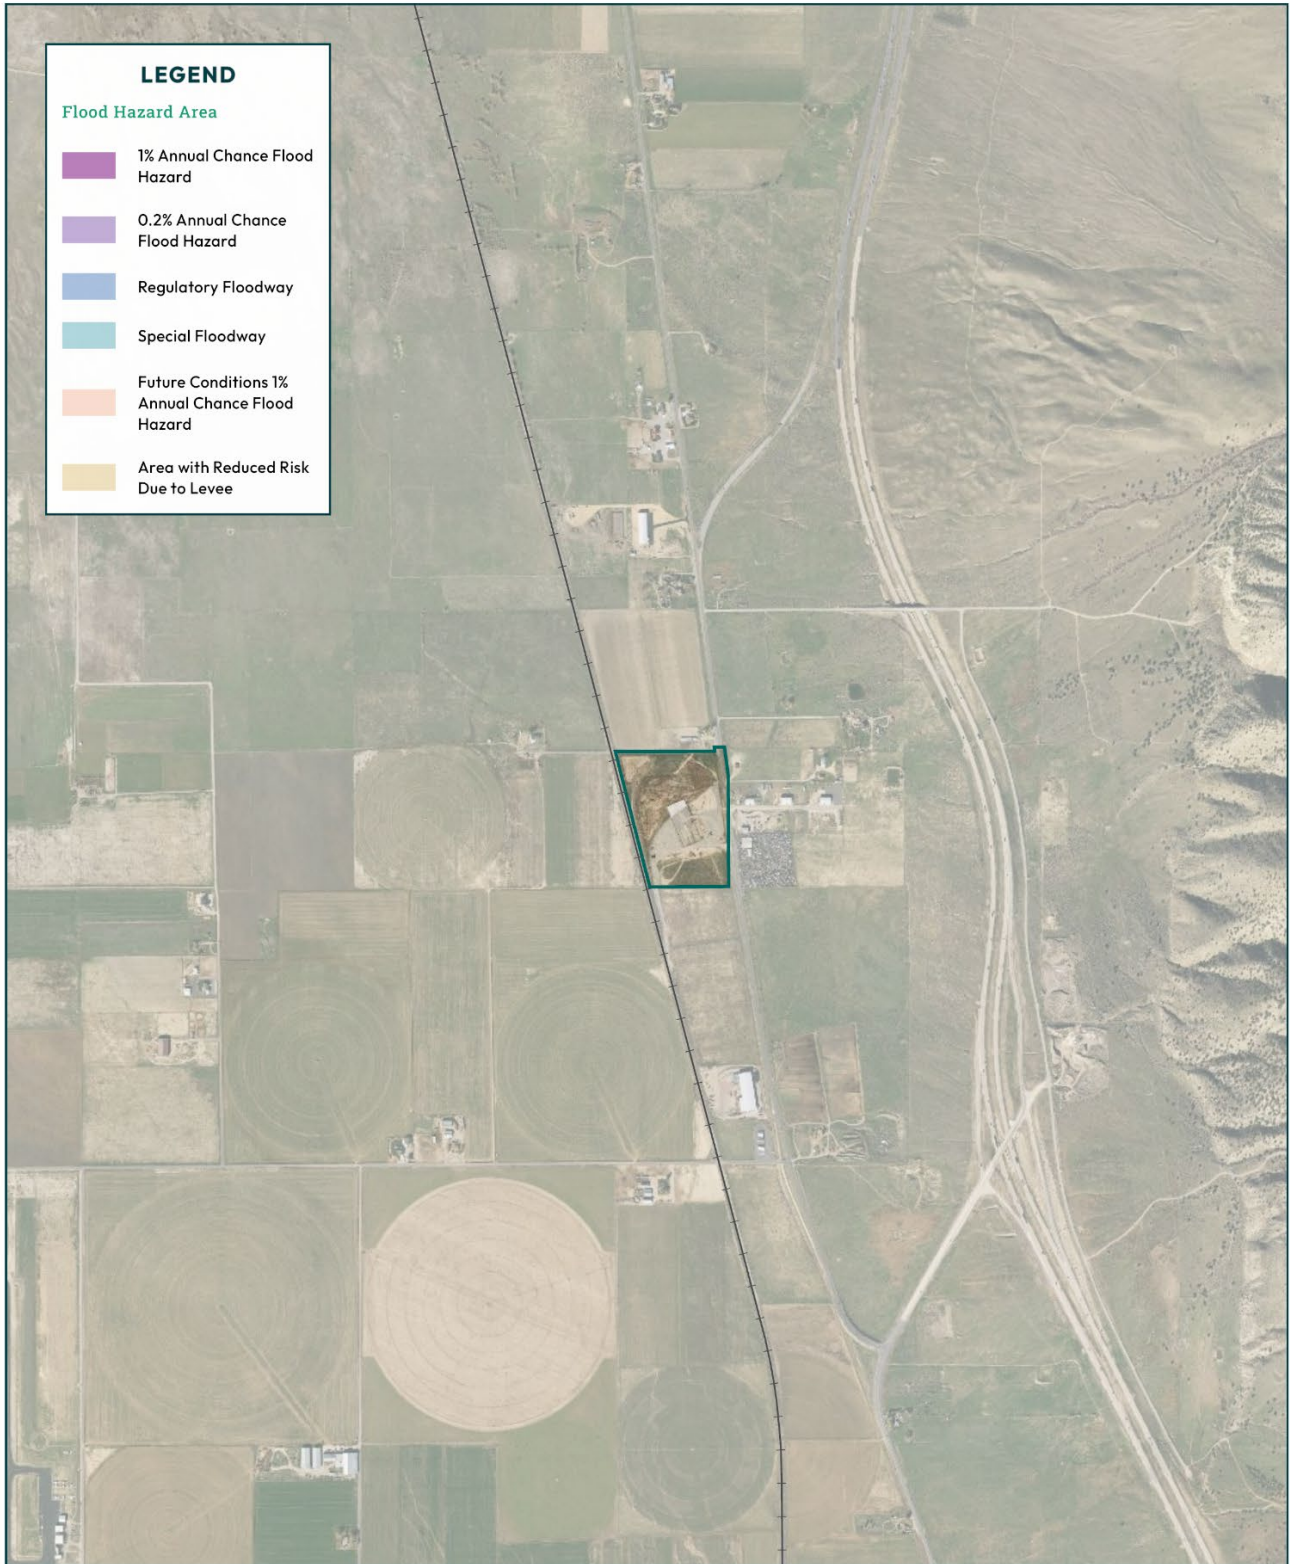 LEGEND
Flood Hazard Area
1% Annual Chance Flood
Hazard
0.2% Annual Chance
Flood Hazard
Regulatory Floodway
Special Floodway
Future Conditions 1%
Annual Chance Flood
Hazard
Area with Reduced Risk
Due to Levee